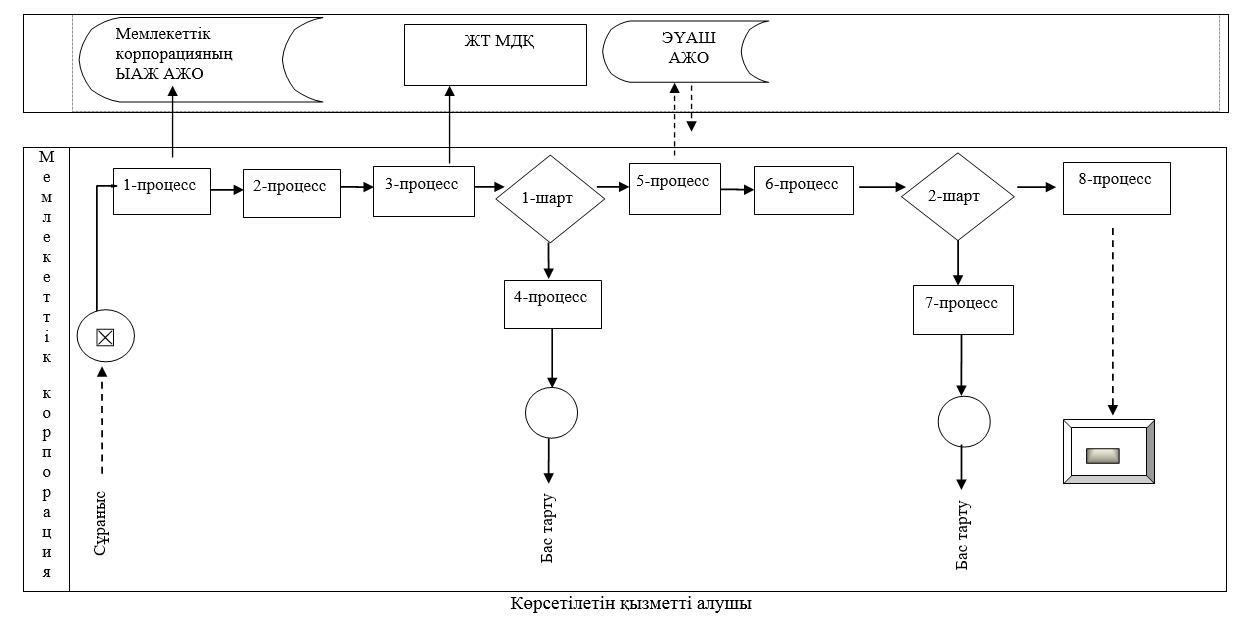 Мемлекеттік
корпорацияның
ЫАЖ АЖО
ЖТ МДҚ
ЭҮАШ
АЖО
Мемлекеттік корпорация
1-процесс
2-процесс
3-процесс
1-шарт
5-процесс
6-процесс
2-шарт
8-процесс
4-процесс
7-процесс
Сұраныс
Бас тарту
Бас тарту
Көрсетілетін қызметті алушы